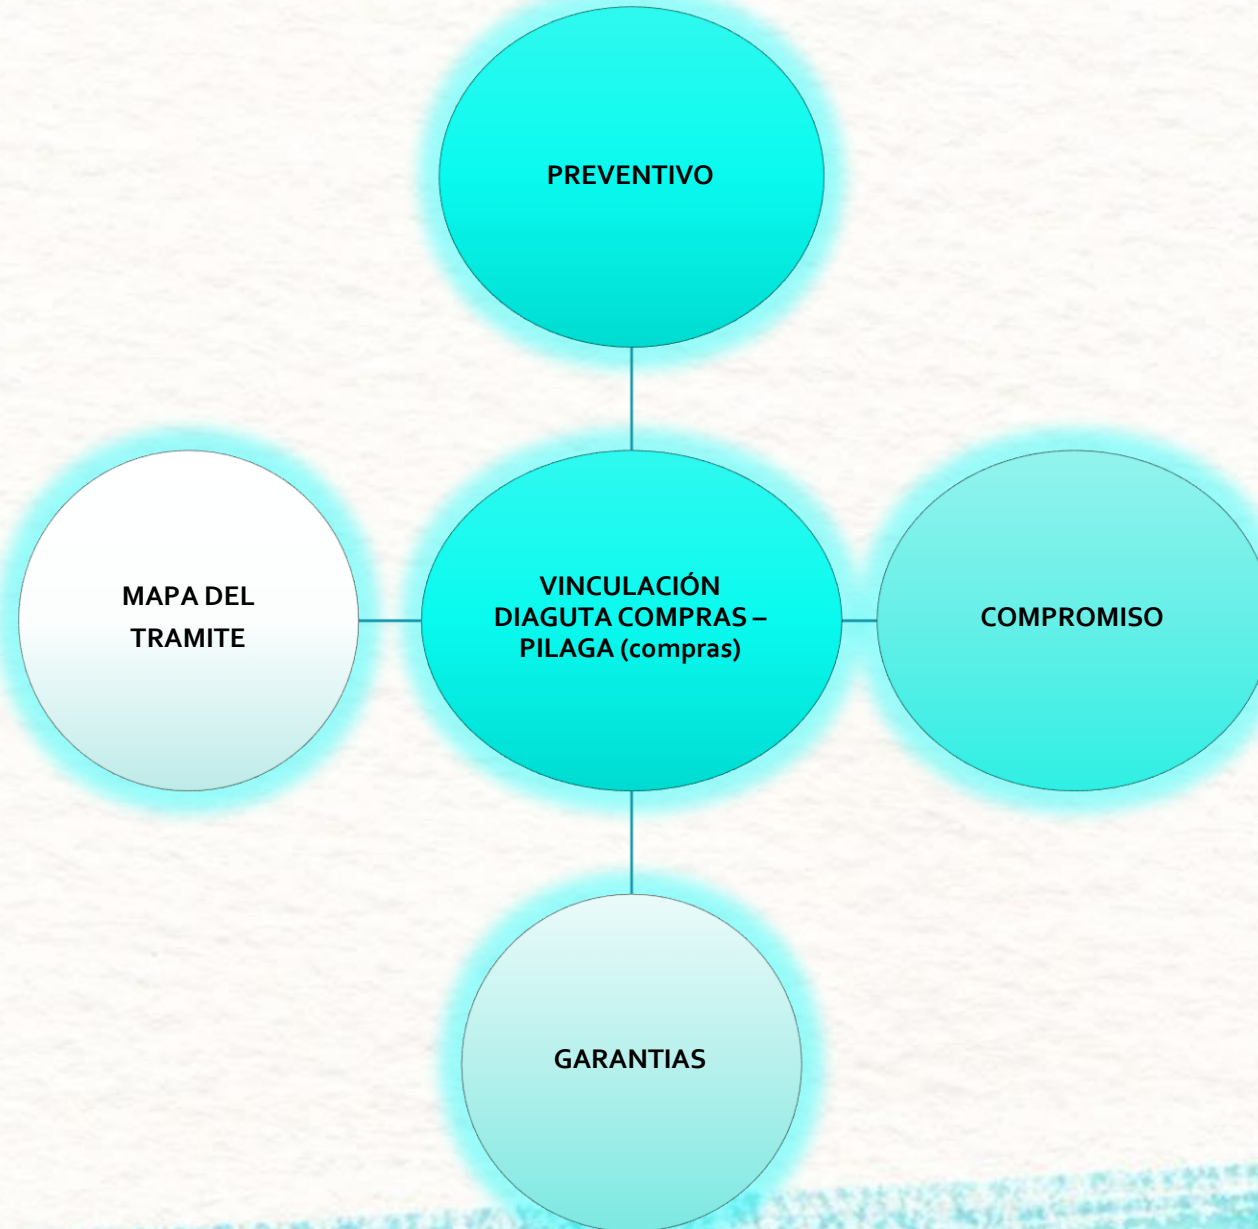 PREVENTIVO
MAPA DEL
TRAMITE
VINCULACIÓN
DIAGUTA COMPRAS –
PILAGA (compras)
COMPROMISO
GARANTIAS